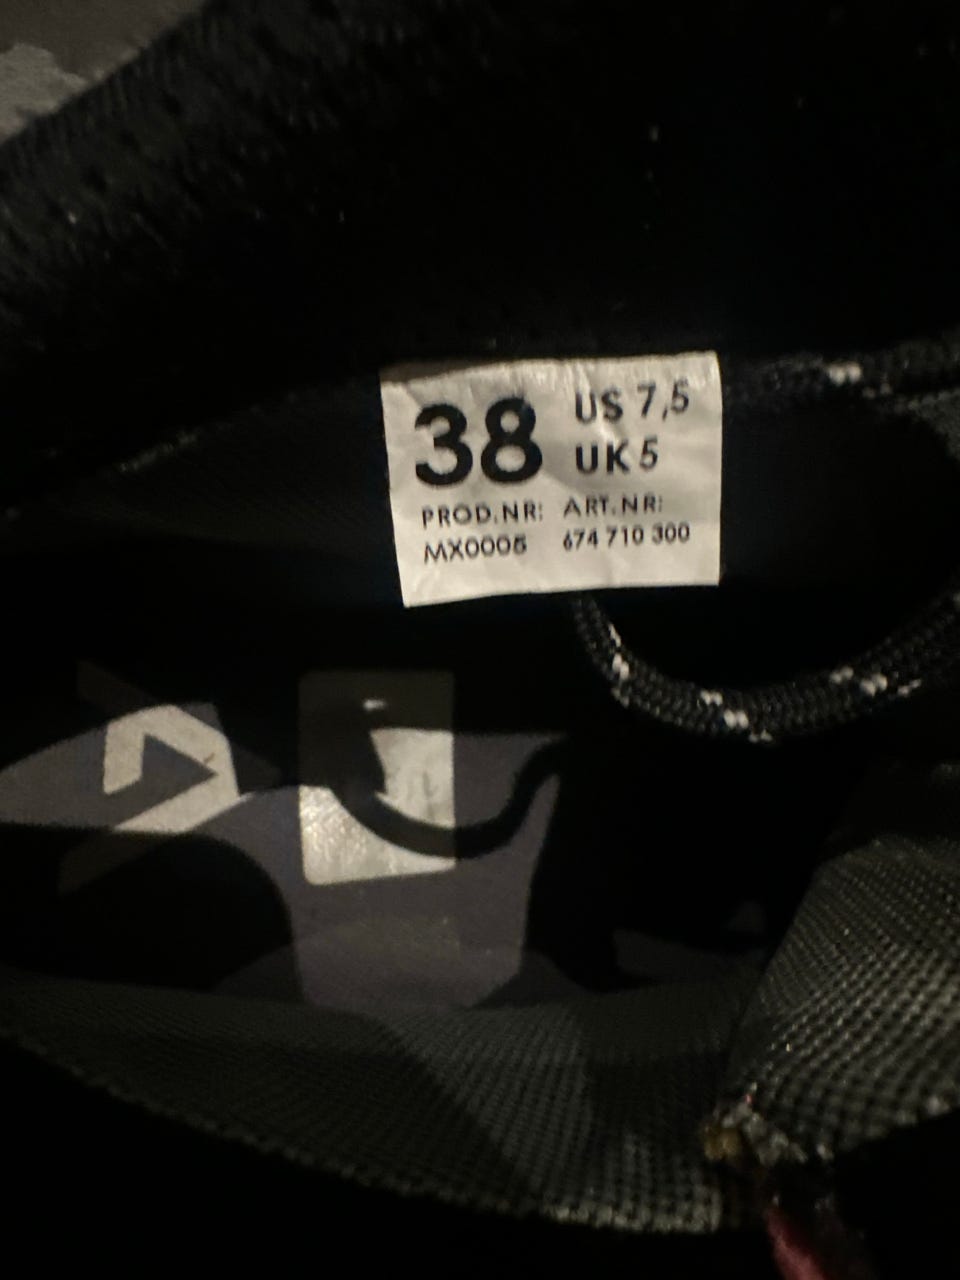 38 US 7,5
UK 5
PROD.NR: ART.NR:
MX0005 674 710 300